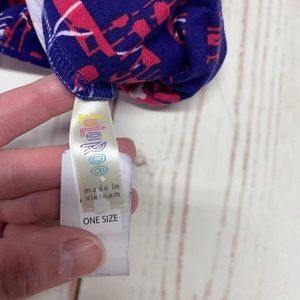 LuLaRoe
made in
vietnam
ONE SIZE